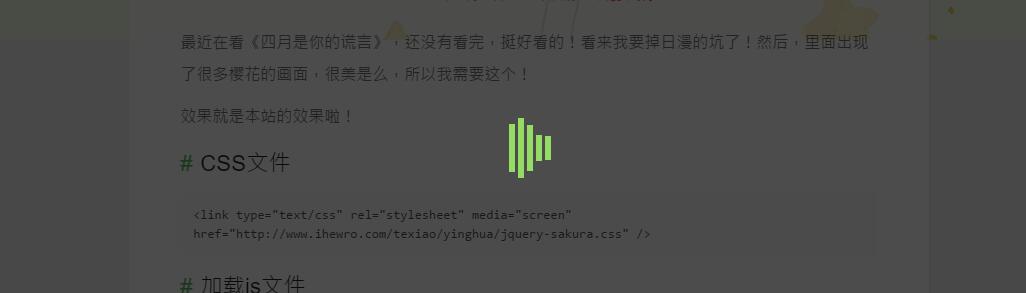 最近在看《四月是你的谎言》，还没有看完，挺好看的！看来我要掉日漫的坑了！然后，里面出现
了很多樱花的画面，很美是么，所以我需要这个！
效果就是本站的效果啦！
# CSS文件
<link type="text/css" rel="stylesheet" media="screen"
href="http://www.ihewro.com/texiao/yinghua/jquery-sakura.css" />
# 加载js文件